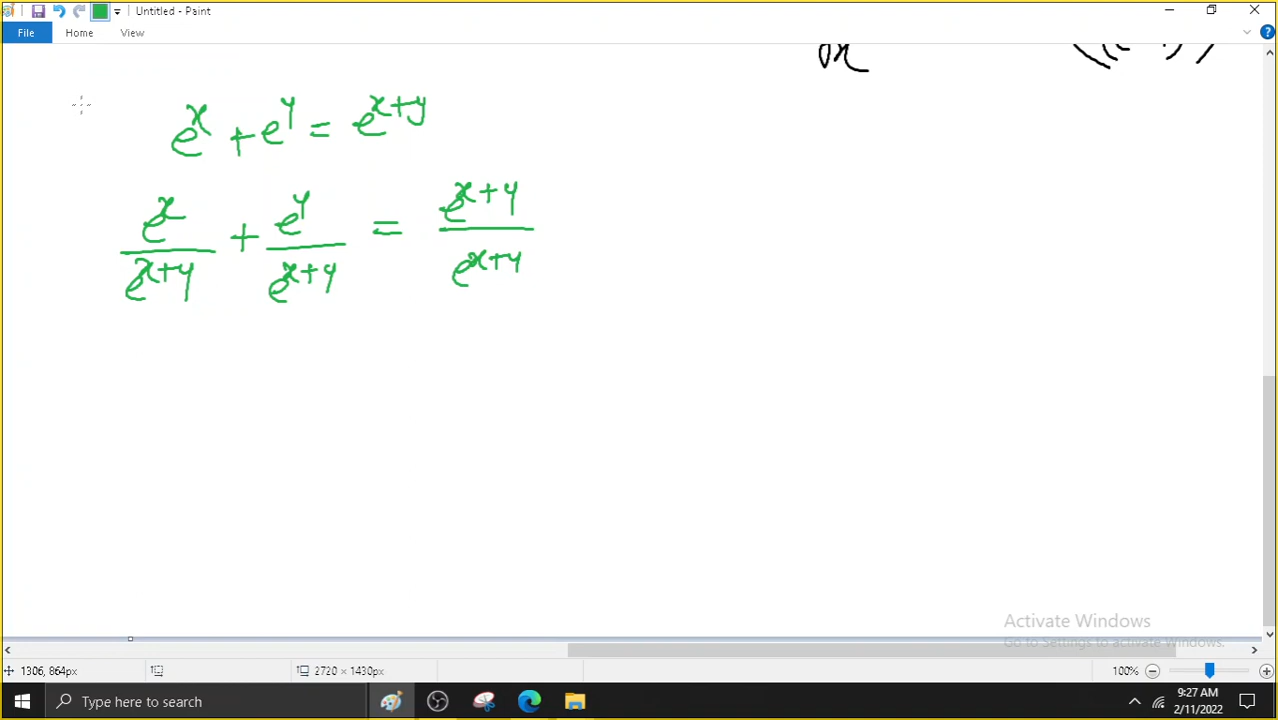 Untitled - Paint
File Home View
e^x + e^y = e^{x+y}
e^x/e^{x+y} + e^y/e^{x+y} = e^{x+y}/e^{x+y}
Activate Windows
Go to Settings to activate Windows.
1306, 864px 2720 × 1430px 100%
Type here to search
9:27 AM
2/11/2022